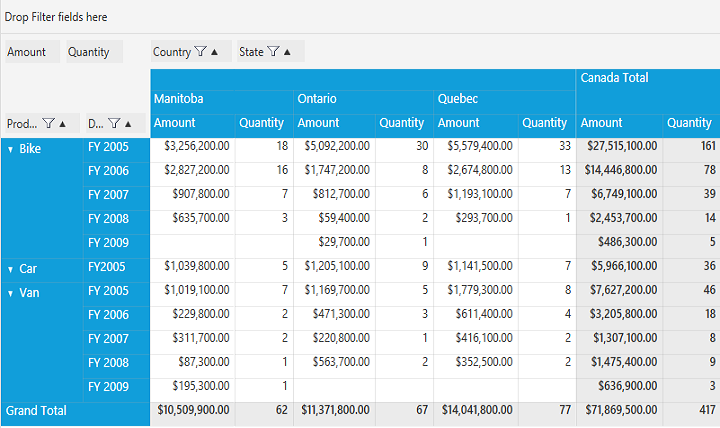 Drop Filter fields here
Amount Quantity Country State
Canada Total
Manitoba Ontario Quebec
Prod... D... Amount Quantity Amount Quantity Amount Quantity Amount Quantity
Bike FY 2005 $3,256,200.00 18 $5,092,200.00 30 $5,579,400.00 33 $27,515,100.00 161
FY 2006 $2,827,200.00 16 $1,747,200.00 8 $2,674,800.00 13 $14,446,800.00 78
FY 2007 $907,800.00 7 $812,700.00 6 $1,193,100.00 7 $6,749,100.00 39
FY 2008 $635,700.00 3 $59,400.00 2 $293,700.00 1 $2,453,700.00 14
FY 2009 $29,700.00 1 $486,300.00 5
Car FY2005 $1,039,800.00 5 $1,205,100.00 9 $1,141,500.00 7 $5,966,100.00 36
Van FY 2005 $1,019,100.00 7 $1,169,700.00 5 $1,779,300.00 8 $7,627,200.00 46
FY 2006 $229,800.00 2 $471,300.00 3 $611,400.00 4 $3,205,800.00 18
FY 2007 $311,700.00 2 $220,800.00 1 $416,100.00 2 $1,307,100.00 8
FY 2008 $87,300.00 1 $563,700.00 2 $352,500.00 2 $1,475,400.00 9
FY 2009 $195,300.00 1 $636,900.00 3
Grand Total $10,509,900.00 62 $11,371,800.00 67 $14,041,800.00 77 $71,869,500.00 417